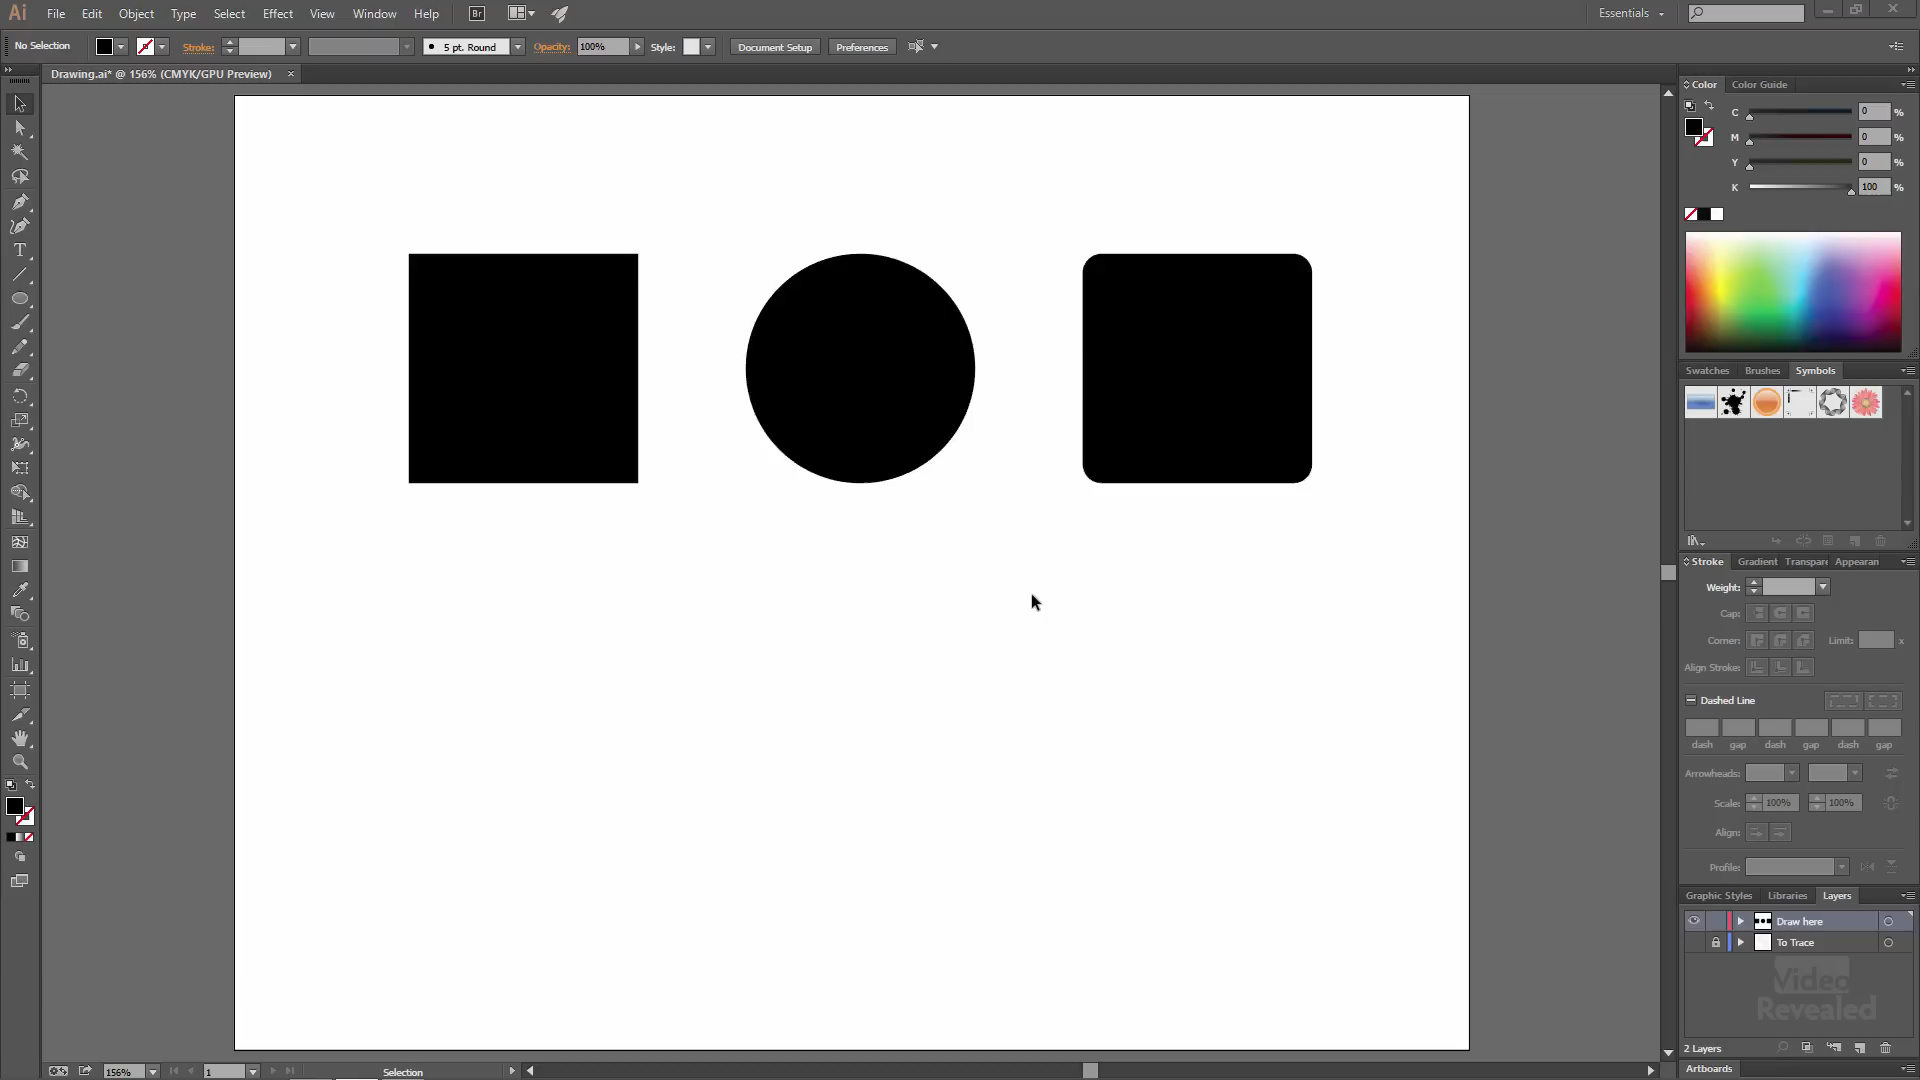 Ai File Edit Object Type Select Effect View Window Help Br Essentials
No Selection Stroke: 5 pt. Round Opacity: 100% Style: Document Setup Preferences
Drawing.ai* @ 156% (CMYK/GPU Preview) ×
Color Color Guide
C 0 %
M 0 %
Y 0 %
K 100 %
Swatches Brushes Symbols
Stroke Gradient Transpare Appearan
Weight:
Cap:
Corner: Limit: x
Align Stroke:
Dashed Line
dash gap dash gap dash gap
Arrowheads:
Scale: 100% 100%
Align:
Profile:
Graphic Styles Libraries Layers
Draw here
To Trace
Video
Revealed
2 Layers
Artboards
156% 1 Selection